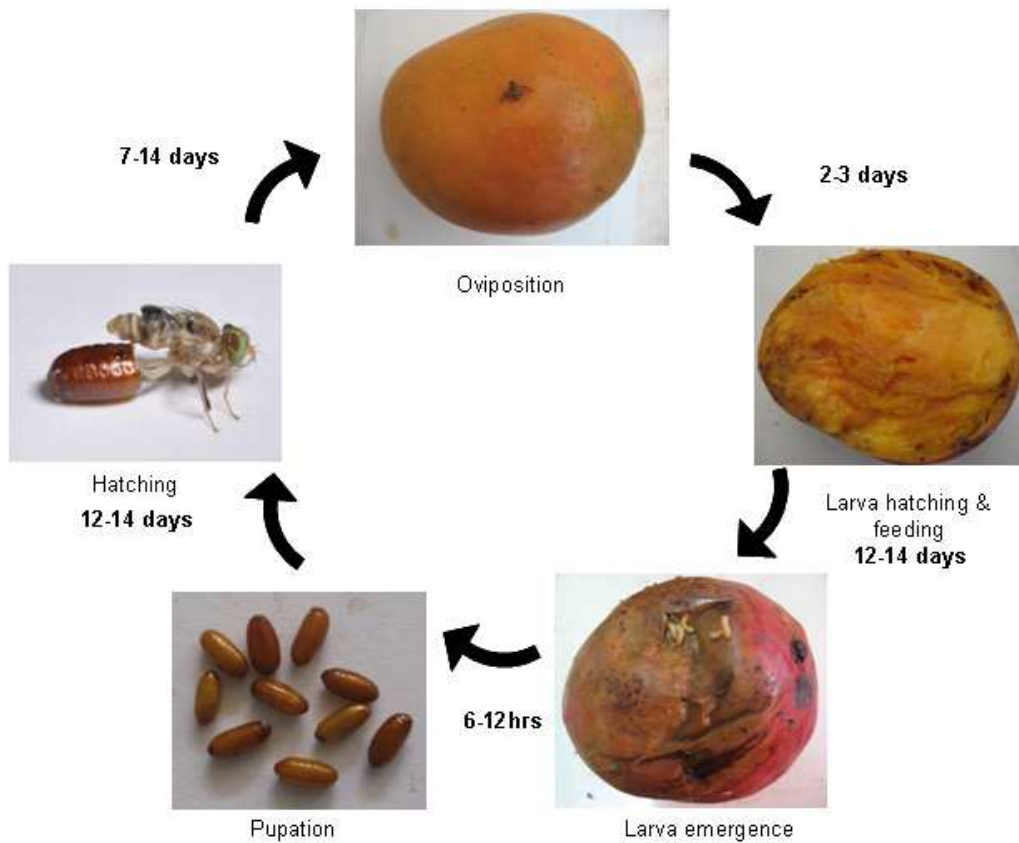 7-14 days
2-3 days
Oviposition
Hatching
12-14 days
Larva hatching &
feeding
12-14 days
6-12hrs
Pupation
Larva emergence